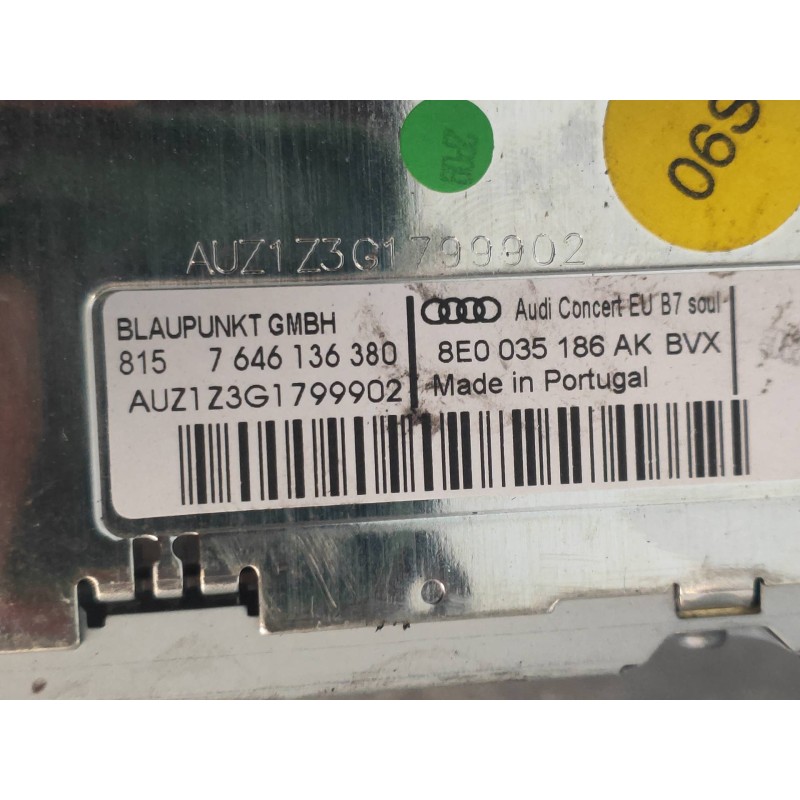 06S
AUZ1Z3G1799902
BLAUPUNKT GMBH
815 7 646 136 380
AUZ1Z3G1799902
Audi Concert EU B7 soul
8E0 035 186 AK BVX
Made in Portugal